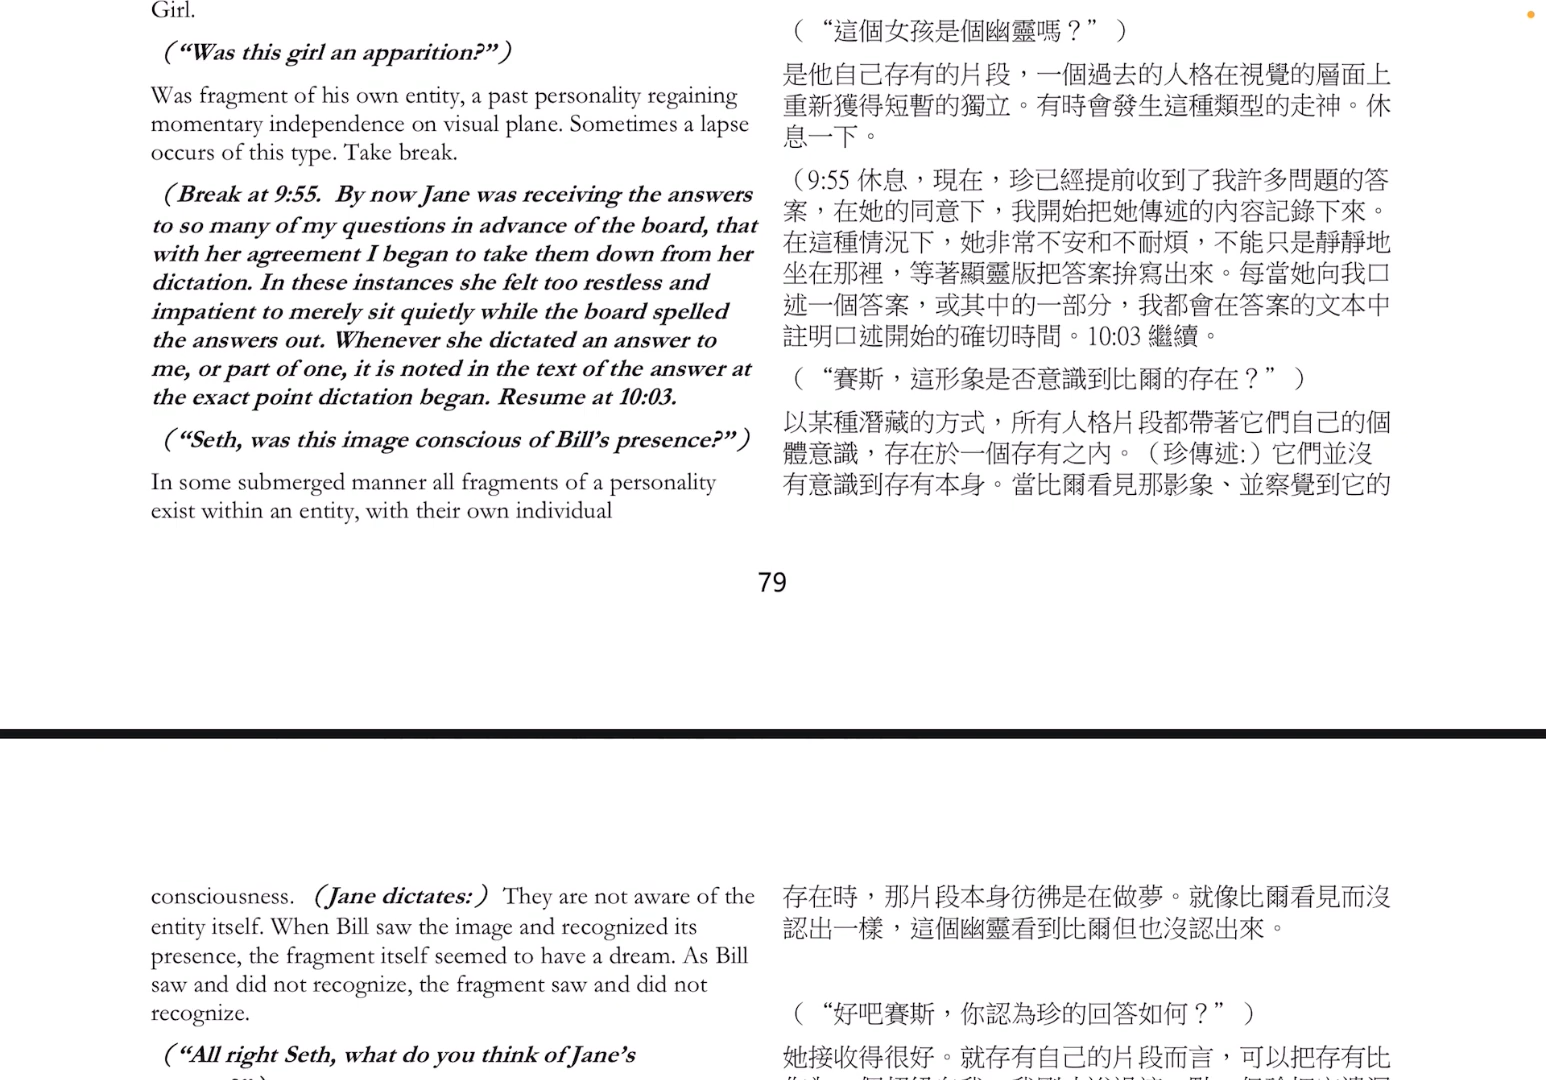 Girl.
（“Was this girl an apparition?”）
Was fragment of his own entity, a past personality regaining
momentary independence on visual plane. Sometimes a lapse
occurs of this type. Take break.
（Break at 9:55.  By now Jane was receiving the answers
to so many of my questions in advance of the board, that
with her agreement I began to take them down from her
dictation. In these instances she felt too restless and
impatient to merely sit quietly while the board spelled
the answers out. Whenever she dictated an answer to
me, or part of one, it is noted in the text of the answer at
the exact point dictation began. Resume at 10:03.
（“Seth, was this image conscious of Bill’s presence?”）
In some submerged manner all fragments of a personality
exist within an entity, with their own individual
（“這個女孩是個幽靈嗎？”）
是他自己存有的片段，一個過去的人格在視覺的層面上
重新獲得短暫的獨立。有時會發生這種類型的走神。休
息一下。
（9:55 休息，現在，珍已經提前收到了我許多問題的答
案，在她的同意下，我開始把她傳述的內容記錄下來。
在這種情況下，她非常不安和不耐煩，不能只是靜靜地
坐在那裡，等著顯靈版把答案拚寫出來。每當她向我口
述一個答案，或其中的一部分，我都會在答案的文本中
註明口述開始的確切時間。10:03 繼續。
（“賽斯，這形象是否意識到比爾的存在？”）
以某種潛藏的方式，所有人格片段都帶著它們自己的個
體意識，存在於一個存有之內。（珍傳述:）它們並沒
有意識到存有本身。當比爾看見那影象、並察覺到它的
79
consciousness. （Jane dictates:）They are not aware of the
entity itself. When Bill saw the image and recognized its
presence, the fragment itself seemed to have a dream. As Bill
saw and did not recognize, the fragment saw and did not
recognize.
（“All right Seth, what do you think of Jane’s
存在時，那片段本身彷彿是在做夢。就像比爾看見而沒
認出一樣，這個幽靈看到比爾但也沒認出來。
（“好吧賽斯，你認為珍的回答如何？”）
她接收得很好。就存有自己的片段而言，可以把存有比